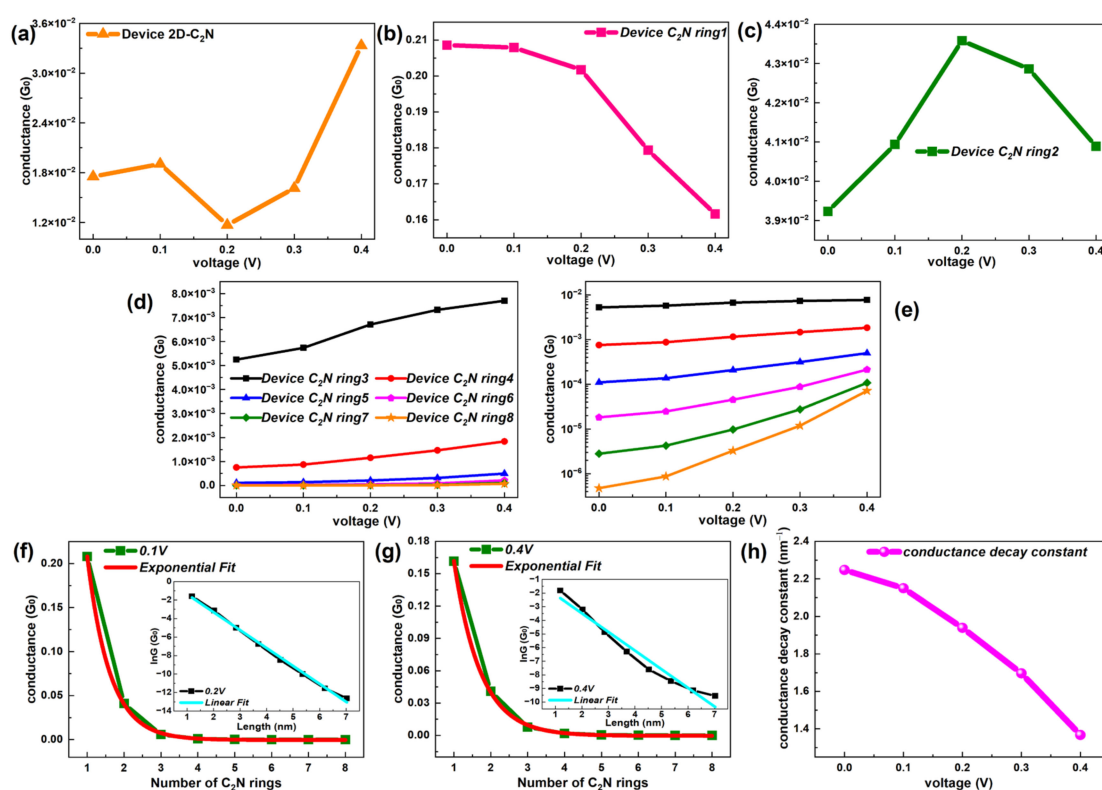 (a)
Device 2D-C₂N
3.6×10⁻²
3.0×10⁻²
2.4×10⁻²
1.8×10⁻²
1.2×10⁻²
conductance (G₀)
0.0 0.1 0.2 0.3 0.4
voltage (V)
(b)
Device C₂N ring1
0.21
0.20
0.19
0.18
0.17
0.16
conductance (G₀)
0.0 0.1 0.2 0.3 0.4
voltage (V)
(c)
4.4×10⁻²
4.3×10⁻²
4.2×10⁻²
4.1×10⁻²
4.0×10⁻²
3.9×10⁻²
conductance (G₀)
Device C₂N ring2
0.0 0.1 0.2 0.3 0.4
voltage (V)
(d)
8.0×10⁻³
7.0×10⁻³
6.0×10⁻³
5.0×10⁻³
4.0×10⁻³
3.0×10⁻³
2.0×10⁻³
1.0×10⁻³
0.0
conductance (G₀)
Device C₂N ring3 Device C₂N ring4
Device C₂N ring5 Device C₂N ring6
Device C₂N ring7 Device C₂N ring8
0.0 0.1 0.2 0.3 0.4
voltage (V)
(e)
10⁻²
10⁻³
10⁻⁴
10⁻⁵
10⁻⁶
conductance (G₀)
0.0 0.1 0.2 0.3 0.4
voltage (V)
(f)
0.1V
Exponential Fit
0.20
0.15
0.10
0.05
0.00
conductance (G₀)
0
−2
−4
−6
−8
−10
−12
−14
lnG (G₀)
0.2V
Linear Fit
1 2 3 4 5 6 7
Length (nm)
1 2 3 4 5 6 7 8
Number of C₂N rings
(g)
0.4V
Exponential Fit
0.18
0.15
0.12
0.09
0.06
0.03
0.00
conductance (G₀)
−1
−2
−3
−4
−5
−6
−7
−8
−9
−10
lnG (G₀)
0.4V
Linear Fit
1 2 3 4 5 6 7
Length (nm)
1 2 3 4 5 6 7 8
Number of C₂N rings
(h)
conductance decay constant
2.4
2.2
2.0
1.8
1.6
1.4
conductance decay constant (nm⁻¹)
0.0 0.1 0.2 0.3 0.4
voltage (V)